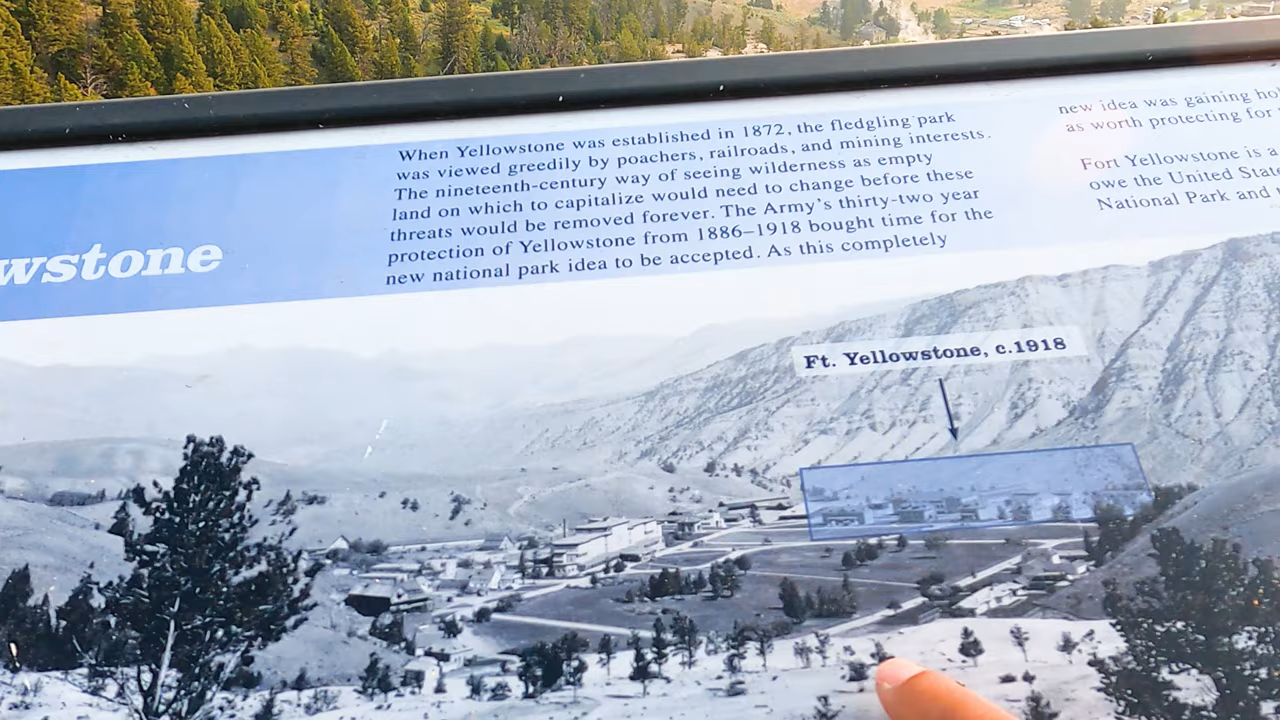 wstone
When Yellowstone was established in 1872, the fledgling park
was viewed greedily by poachers, railroads, and mining interests.
The nineteenth-century way of seeing wilderness as empty
land on which to capitalize would need to change before these
threats would be removed forever. The Army's thirty-two year
protection of Yellowstone from 1886–1918 bought time for the
new national park idea to be accepted. As this completely
new idea was gaining hol
as worth protecting for
Fort Yellowstone is a
owe the United State
National Park and
Ft. Yellowstone, c.1918